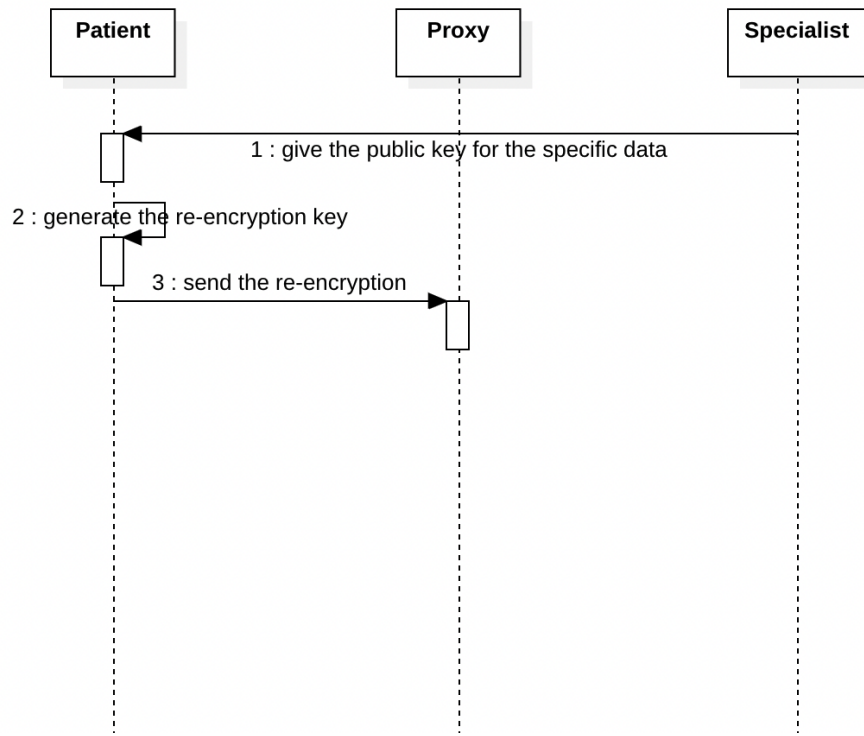 Patient
Proxy
Specialist
1 : give the public key for the specific data
2 : generate the re-encryption key
3 : send the re-encryption